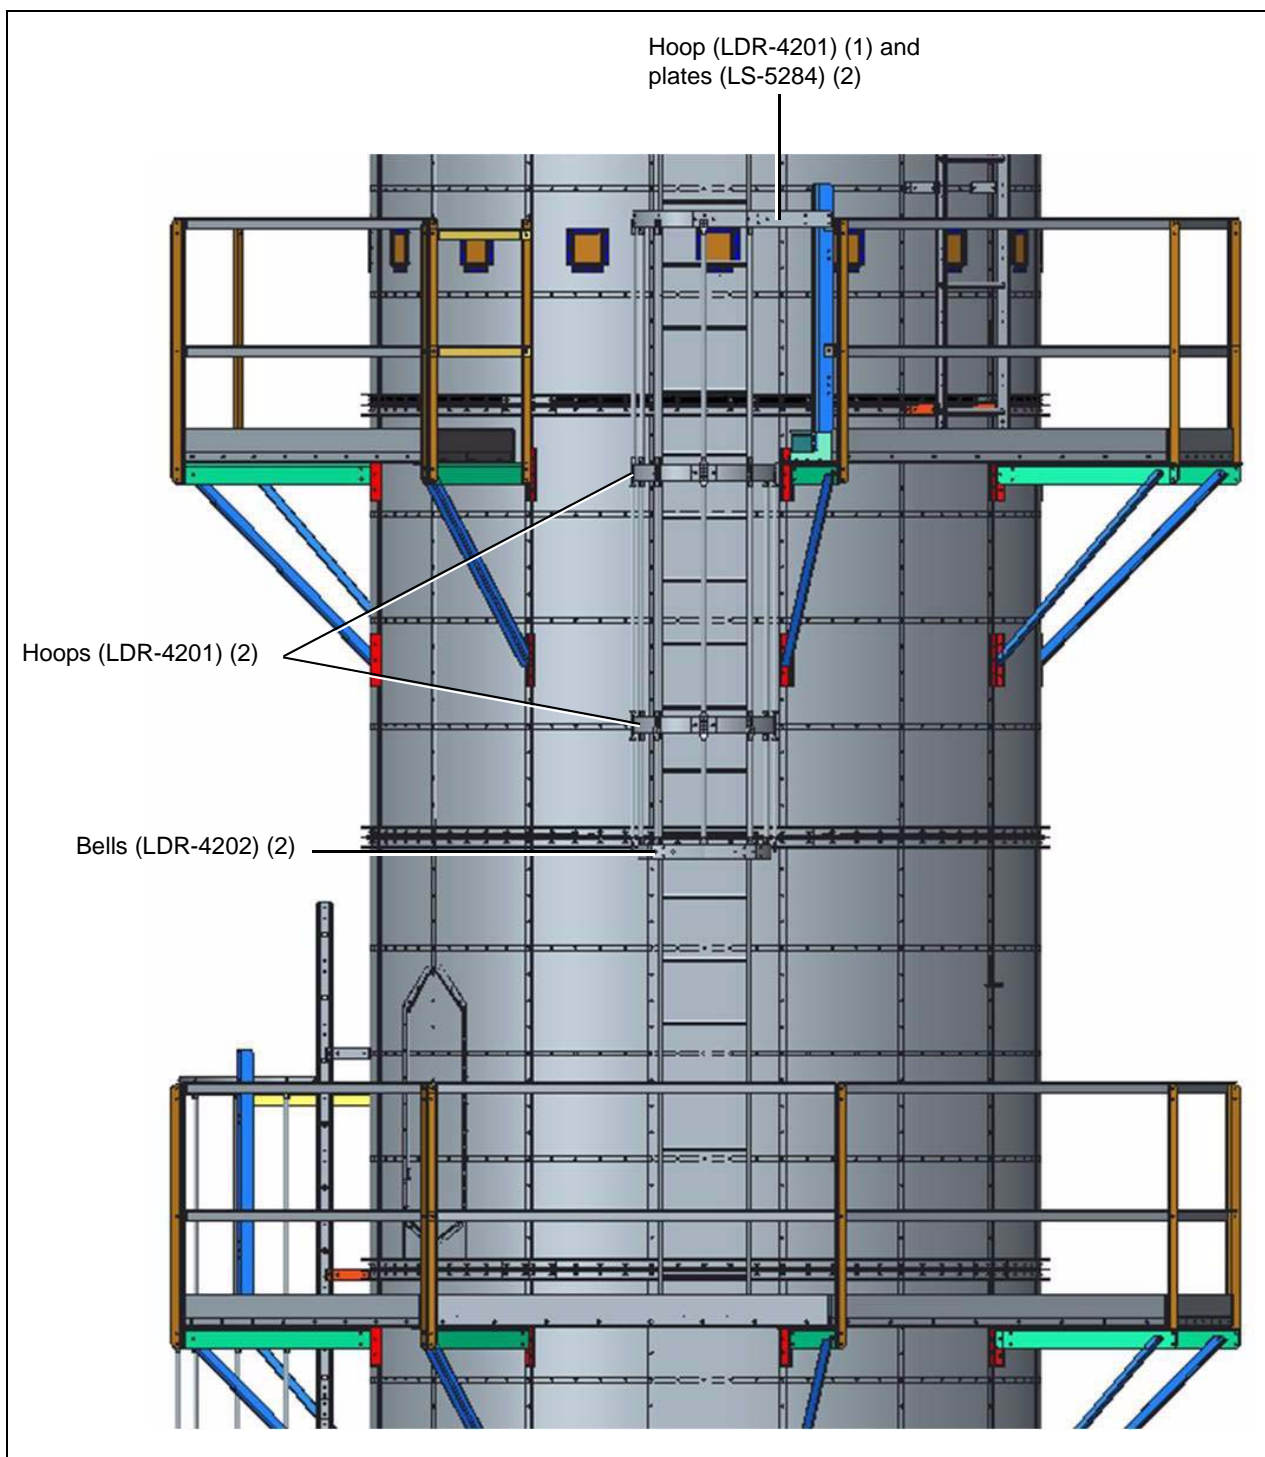 Hoop (LDR-4201) (1) and
plates (LS-5284) (2)
Hoops (LDR-4201) (2)
Bells (LDR-4202) (2)